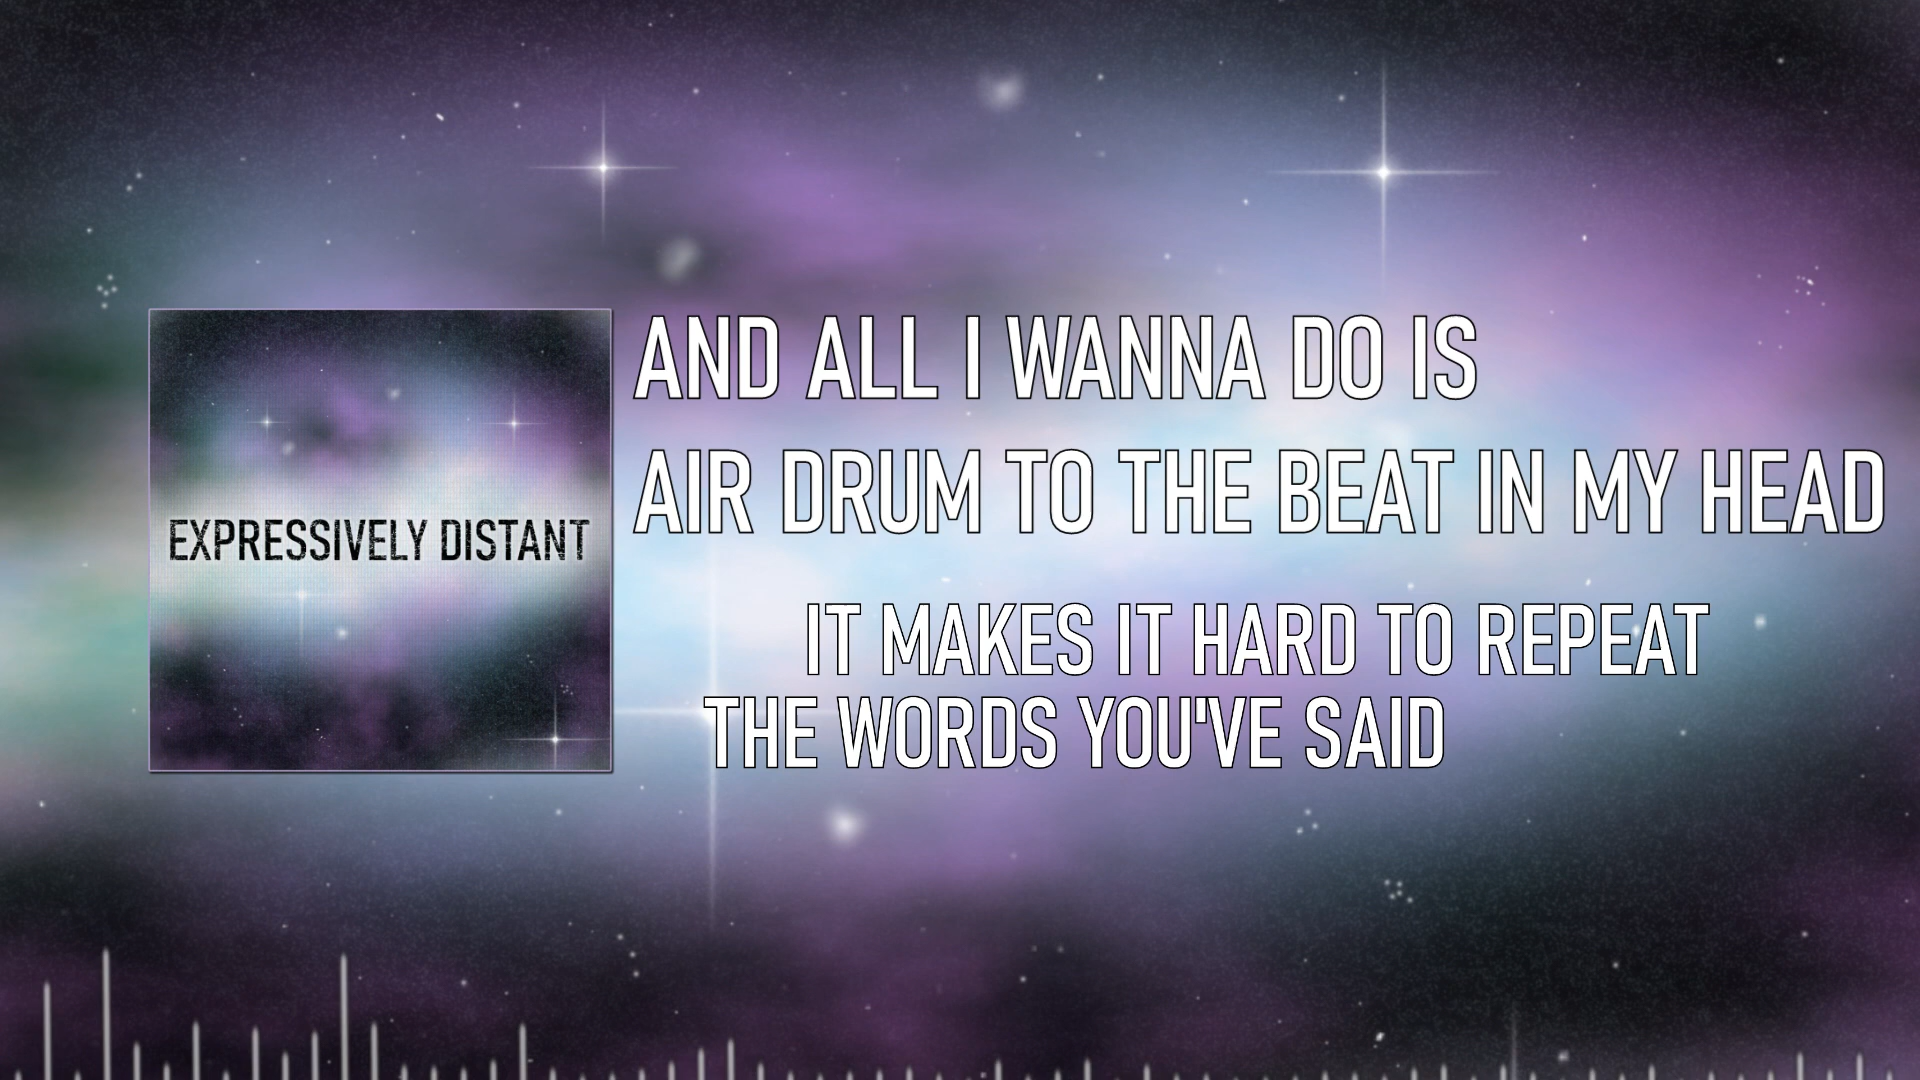 EXPRESSIVELY DISTANT
AND ALL I WANNA DO IS
AIR DRUM TO THE BEAT IN MY HEAD
IT MAKES IT HARD TO REPEAT
THE WORDS YOU'VE SAID